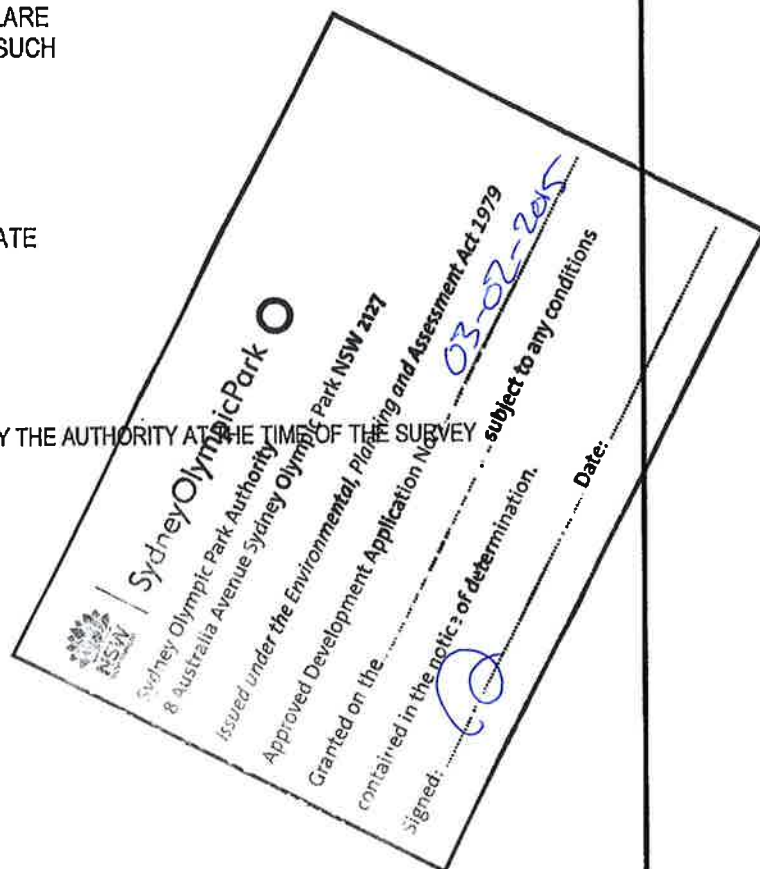 LARE
SUCH
ATE
Y THE AUTHORITY AT THE TIME OF THE SURVEY
NSW
SydneyOlympicPark
Sydney Olympic Park Authority
8 Australia Avenue Sydney Olympic Park NSW 2127
Issued under the Environmental, Planning and Assessment Act 1979
Approved Development Application No: 03-02-2015
Granted on the subject to any conditions
contained in the notice of determination.
Signed: Date: